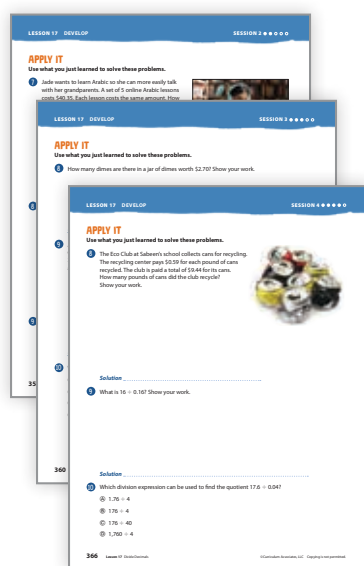 LESSON 17 DEVELOP SESSION 2
APPLY IT
Use what you just learned to solve these problems.
7 Jade wants to learn Arabic so she can more easily talk
with her grandparents. A set of 5 online Arabic lessons
costs $40.35. Each lesson costs the same amount. How
8
9
35
LESSON 17 DEVELOP SESSION 3
APPLY IT
Use what you just learned to solve these problems.
8 How many dimes are there in a jar of dimes worth $2.70? Show your work.
9
10
360
LESSON 17 DEVELOP SESSION 4
APPLY IT
Use what you just learned to solve these problems.
8 The Eco Club at Sabeen's school collects cans for recycling.
The recycling center pays $0.59 for each pound of cans
recycled. The club is paid a total of $9.44 for its cans.
How many pounds of cans did the club recycle?
Show your work.
Solution
9 What is 16 ÷ 0.16? Show your work.
Solution
10 Which division expression can be used to find the quotient 17.6 ÷ 0.04?
A 1.76 ÷ 4
B 176 ÷ 4
C 176 ÷ 40
D 1,760 ÷ 4
366 Lesson 17 Divide Decimals ©Curriculum Associates, LLC Copying is not permitted.